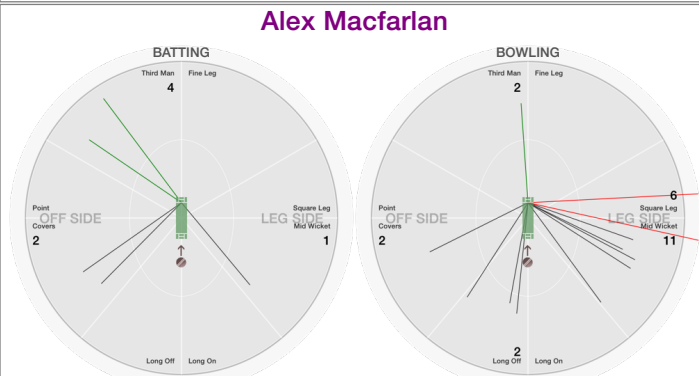 Alex Macfarlan
BATTING
Third Man Fine Leg
4
Point
OFF SIDE
Covers
2
Square Leg
LEG SIDE
Mid Wicket
1
Long Off Long On
BOWLING
Third Man Fine Leg
2
Point
OFF SIDE
Covers
2
6
Square Leg
LEG SIDE
Mid Wicket
11
2
Long Off Long On